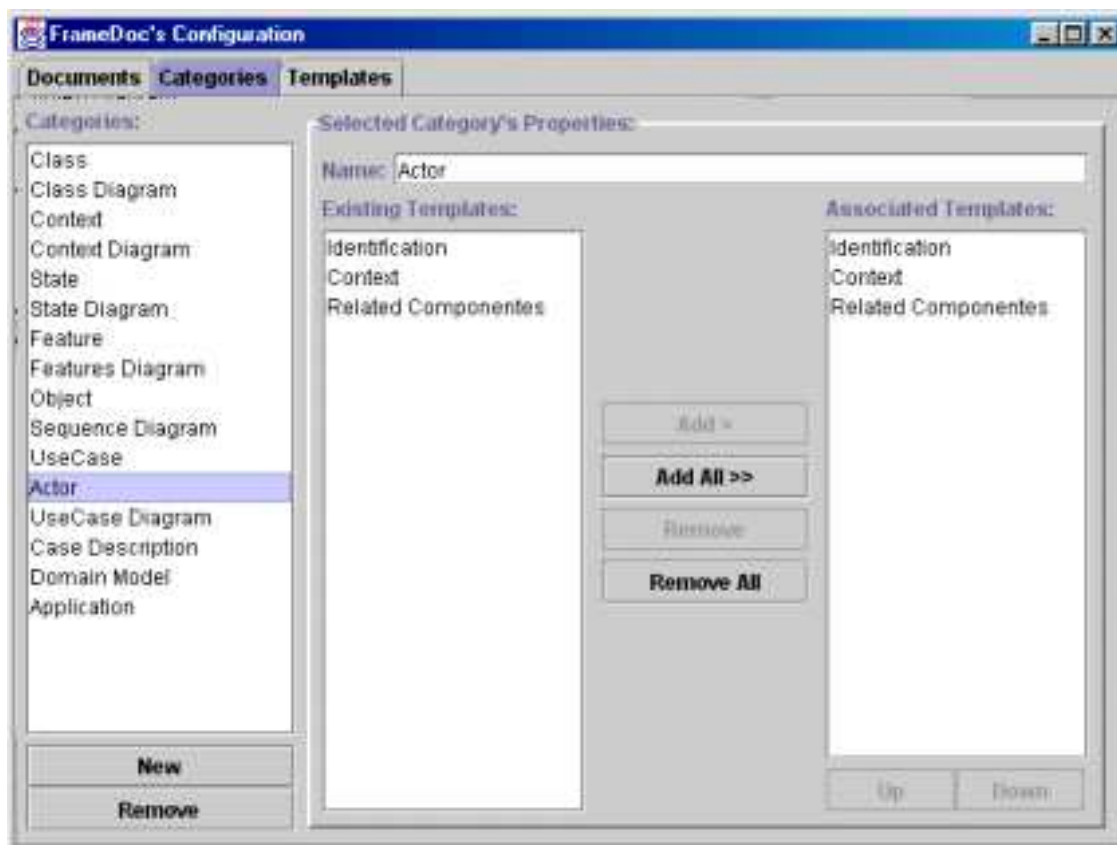 FrameDoc's Configuration
Documents Categories Templates
Categories:
Class
Class Diagram
Context
Context Diagram
State
State Diagram
Feature
Features Diagram
Object
Sequence Diagram
UseCase
Actor
UseCase Diagram
Case Description
Domain Model
Application
New
Remove
Selected Category's Properties:
Name: Actor
Existing Templates:
Identification
Context
Related Componentes
Add >
Add All >>
Remove
Remove All
Associated Templates:
Identification
Context
Related Componentes
Up Down